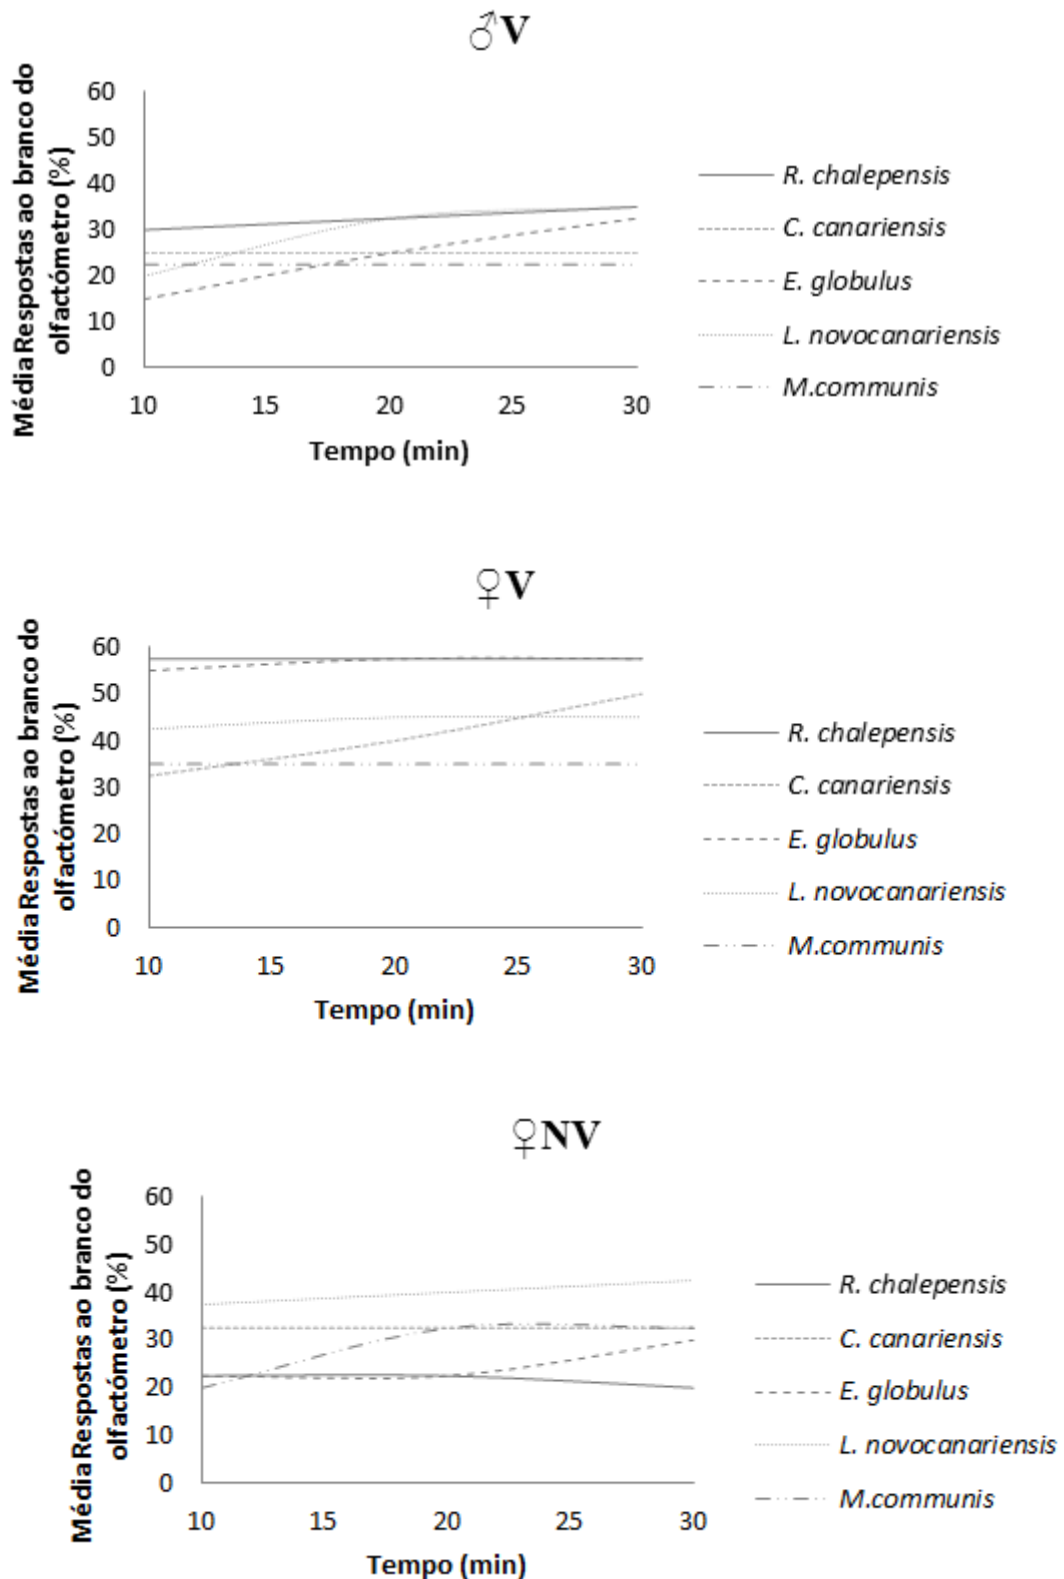 ♂V
Média Respostas ao branco do
olfactómetro (%)
60
50
40
30
20
10
0
10 15 20 25 30
Tempo (min)
R. chalepensis
C. canariensis
E. globulus
L. novocanariensis
M.communis
♀V
Média Respostas ao branco do
olfactómetro (%)
60
50
40
30
20
10
0
10 15 20 25 30
Tempo (min)
R. chalepensis
C. canariensis
E. globulus
L. novocanariensis
M.communis
♀NV
Média Respostas ao branco do
olfactómetro (%)
60
50
40
30
20
10
0
10 15 20 25 30
Tempo (min)
R. chalepensis
C. canariensis
E. globulus
L. novocanariensis
M.communis